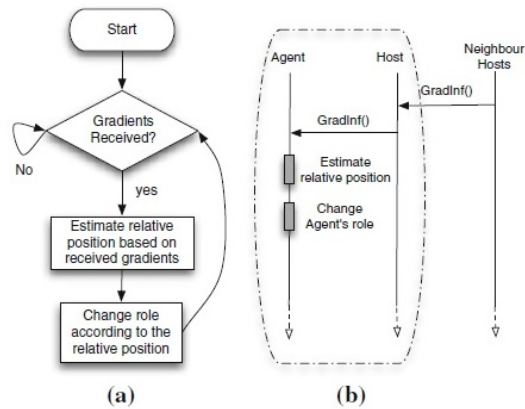 Start
Gradients
Received?
No
yes
Estimate relative
position based on
received gradients
Change role
according to the
relative position
(a)
Agent
Host
Neighbour
Hosts
GradInf()
GradInf()
Estimate
relative position
Change
Agent's role
(b)